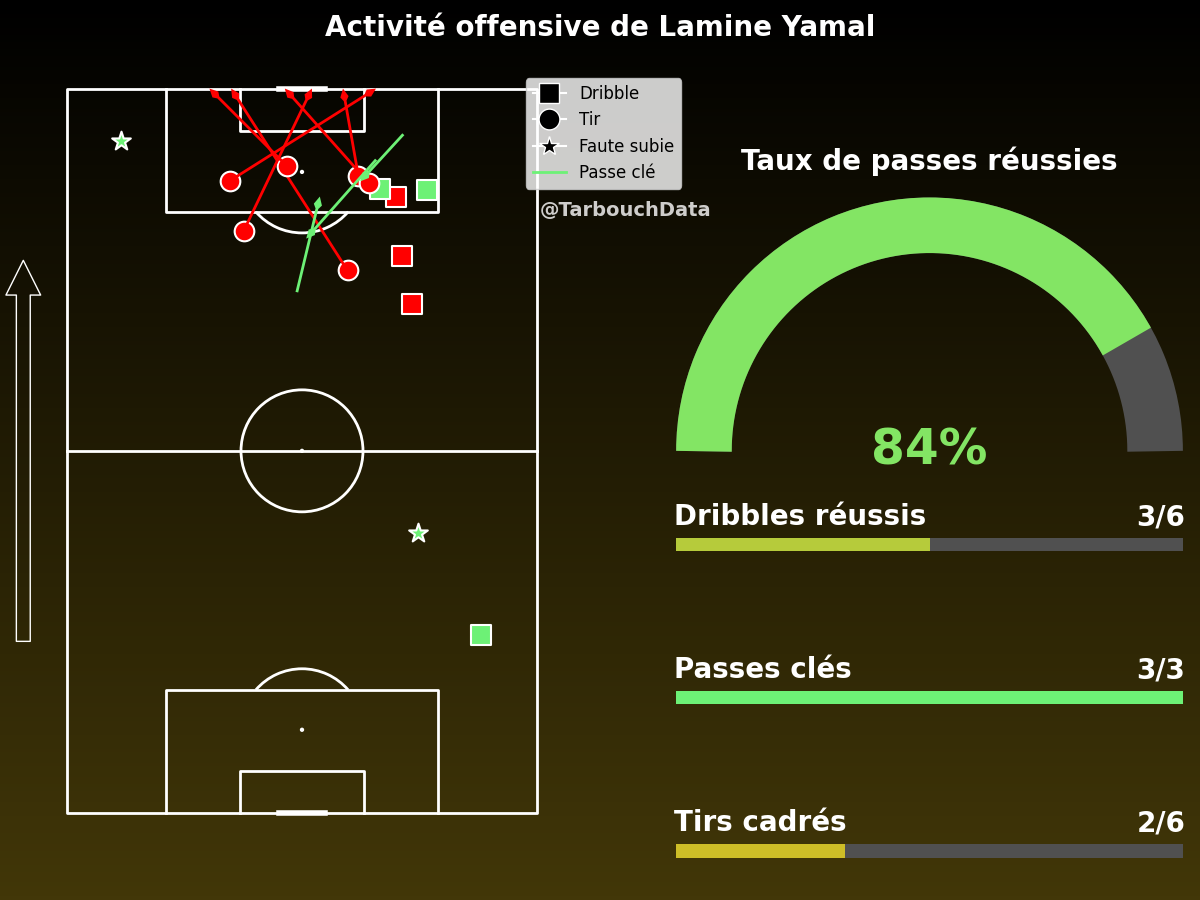 Activité offensive de Lamine Yamal
Dribble
Tir
Faute subie
Passe clé
@TarbouchData
Taux de passes réussies
84%
Dribbles réussis 3/6
Passes clés 3/3
Tirs cadrés 2/6